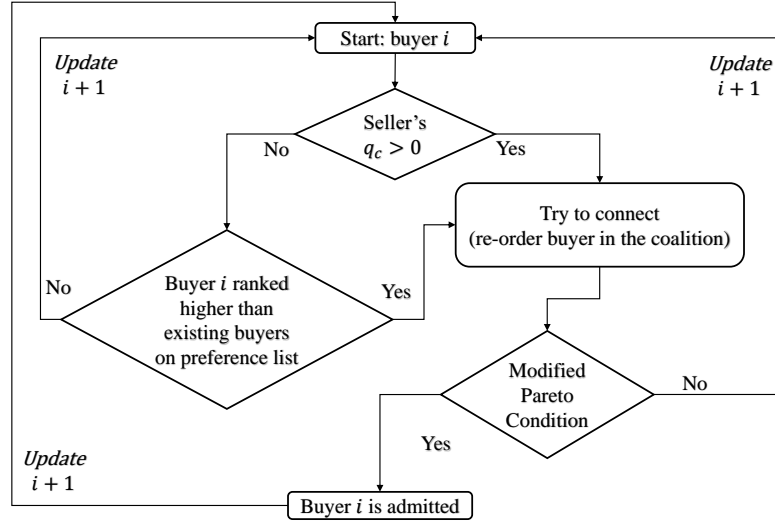 Start: buyer i
Update
i + 1
Update
i + 1
Seller's
q_c > 0
No
Yes
Try to connect
(re-order buyer in the coalition)
Buyer i ranked
higher than
existing buyers
on preference list
No
Yes
Modified
Pareto
Condition
No
Yes
Update
i + 1
Buyer i is admitted